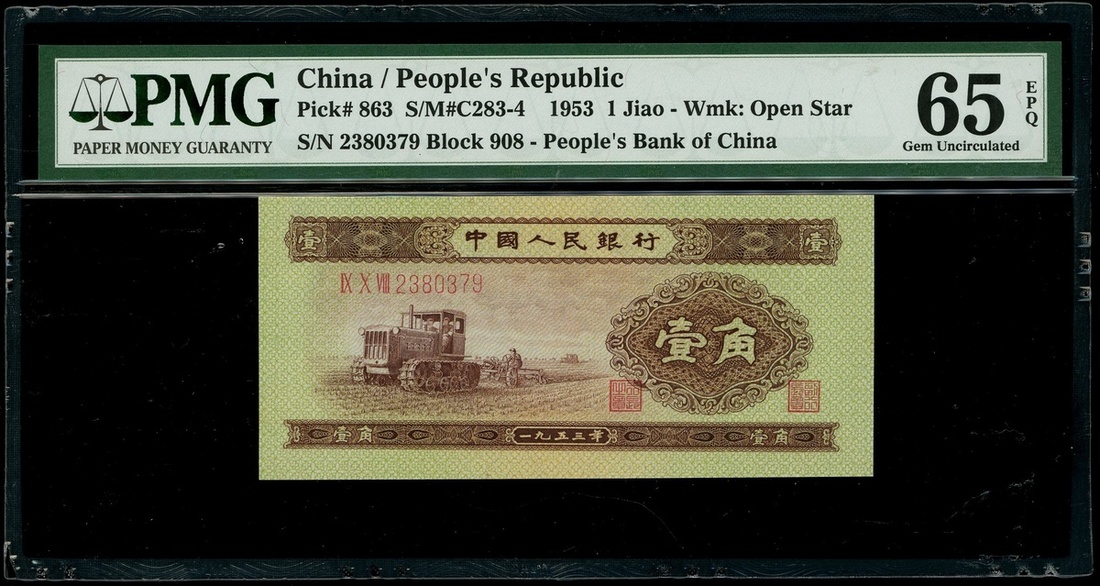 PMG
PAPER MONEY GUARANTY
China / People's Republic
Pick# 863 S/M#C283-4 1953 1 Jiao - Wmk: Open Star
S/N 2380379 Block 908 - People's Bank of China
65
EPQ
Gem Uncirculated
壹 中國人民銀行 壹
IX X VIII 2380379
壹角
壹角 一九五三年 壹角